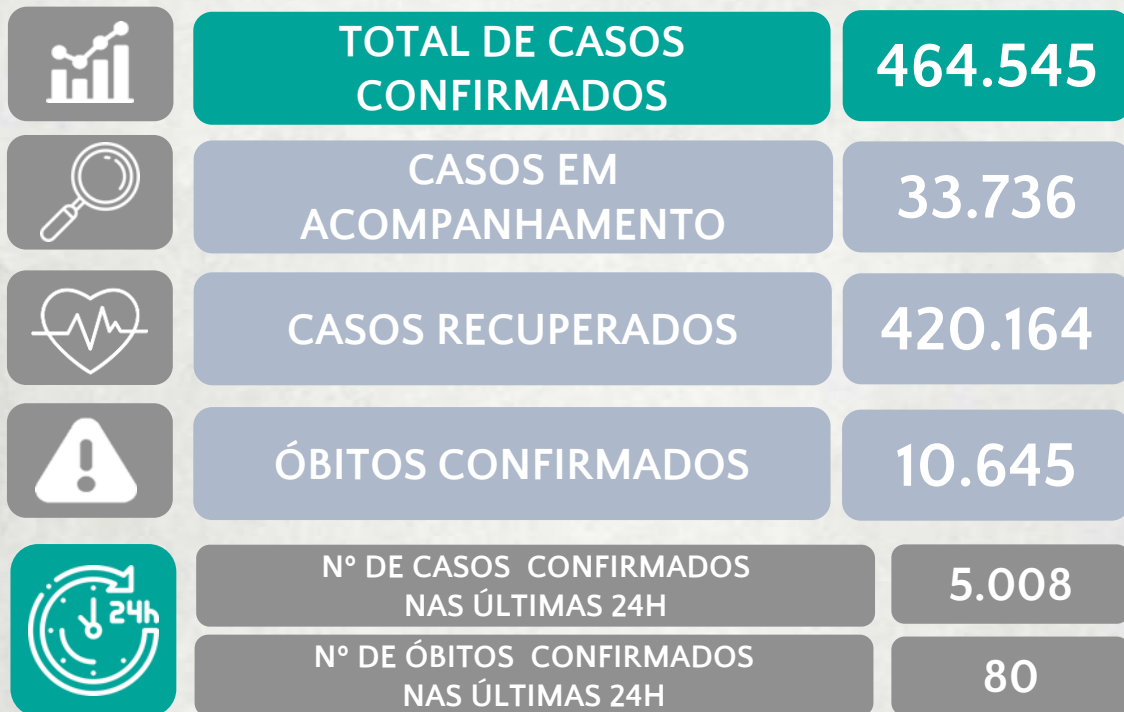 TOTAL DE CASOS
CONFIRMADOS
464.545
CASOS EM
ACOMPANHAMENTO
33.736
CASOS RECUPERADOS
420.164
ÓBITOS CONFIRMADOS
10.645
24h
Nº DE CASOS CONFIRMADOS
NAS ÚLTIMAS 24H
5.008
Nº DE ÓBITOS CONFIRMADOS
NAS ÚLTIMAS 24H
80